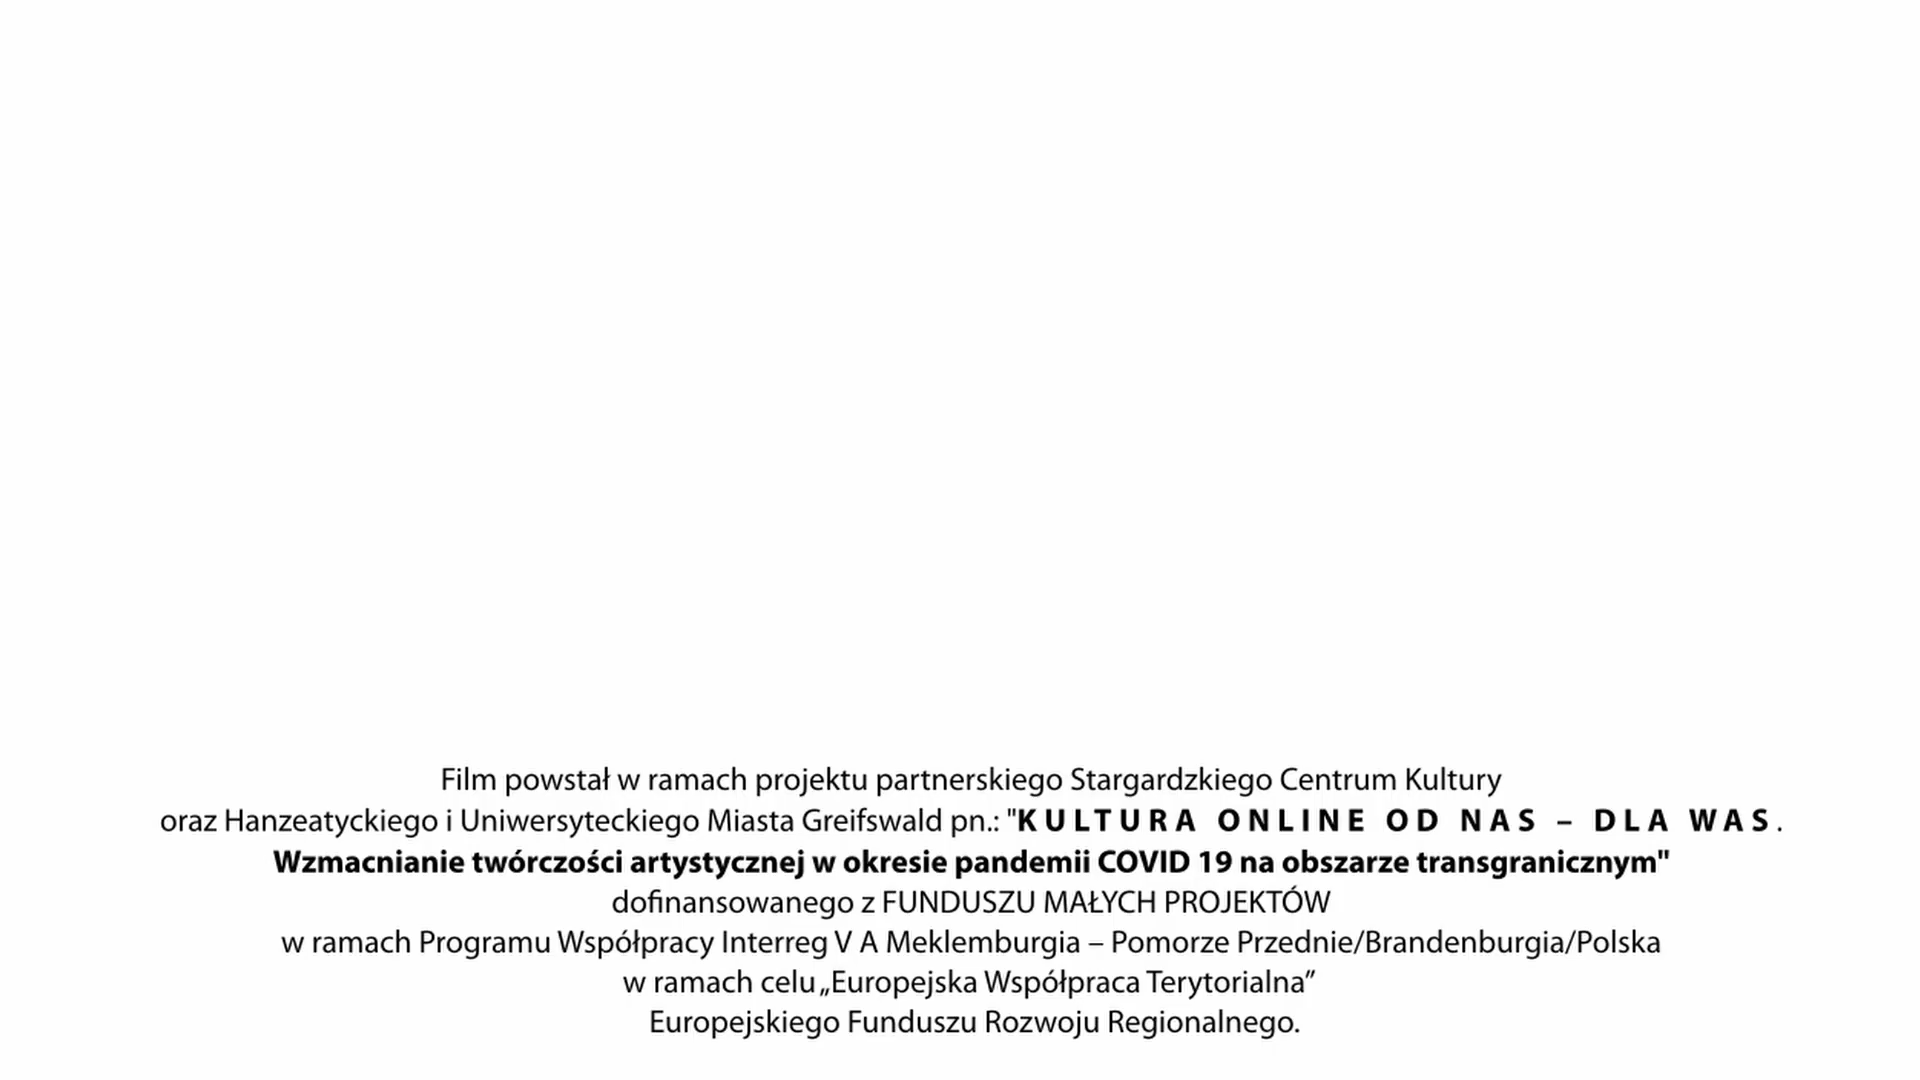 Film powstał w ramach projektu partnerskiego Stargardzkiego Centrum Kultury
oraz Hanzeatyckiego i Uniwersyteckiego Miasta Greifswald pn.: "KULTURA ONLINE OD NAS – DLA WAS.
Wzmacnianie twórczości artystycznej w okresie pandemii COVID 19 na obszarze transgranicznym"
dofinansowanego z FUNDUSZU MAŁYCH PROJEKTÓW
w ramach Programu Współpracy Interreg V A Meklemburgia – Pomorze Przednie/Brandenburgia/Polska
w ramach celu „Europejska Współpraca Terytorialna”
Europejskiego Funduszu Rozwoju Regionalnego.